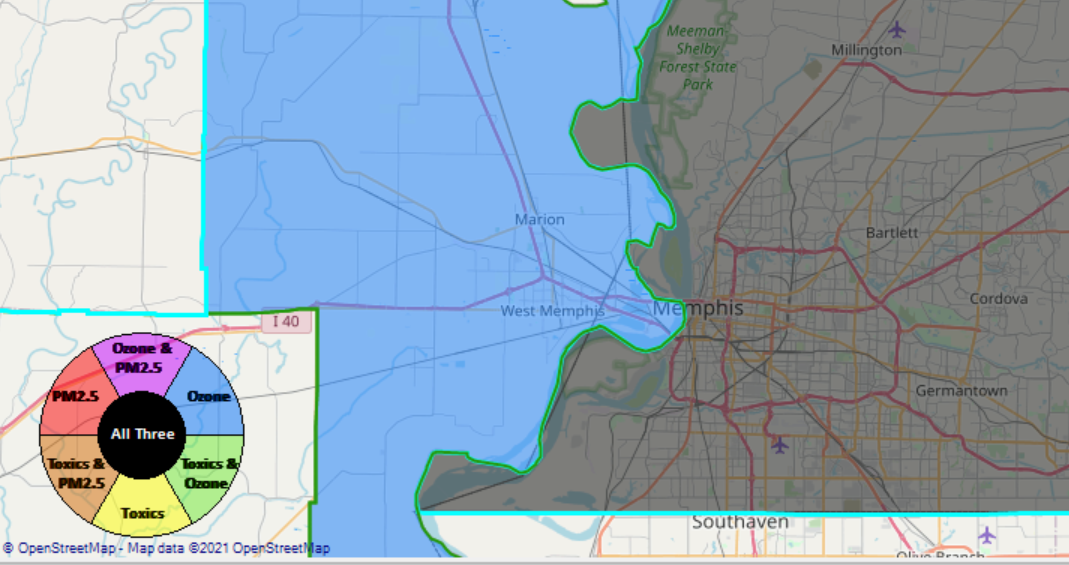 Meeman-
Shelby
Forest State
Park
Millington
Marion
Bartlett
West Memphis
Memphis
Cordova
I 40
Ozone &
PM2.5
PM2.5
Ozone
All Three
Germantown
Toxics &
PM2.5
Toxics &
Ozone
Toxics
Southaven
© OpenStreetMap - Map data ©2021 OpenStreetMap
Olive Branch